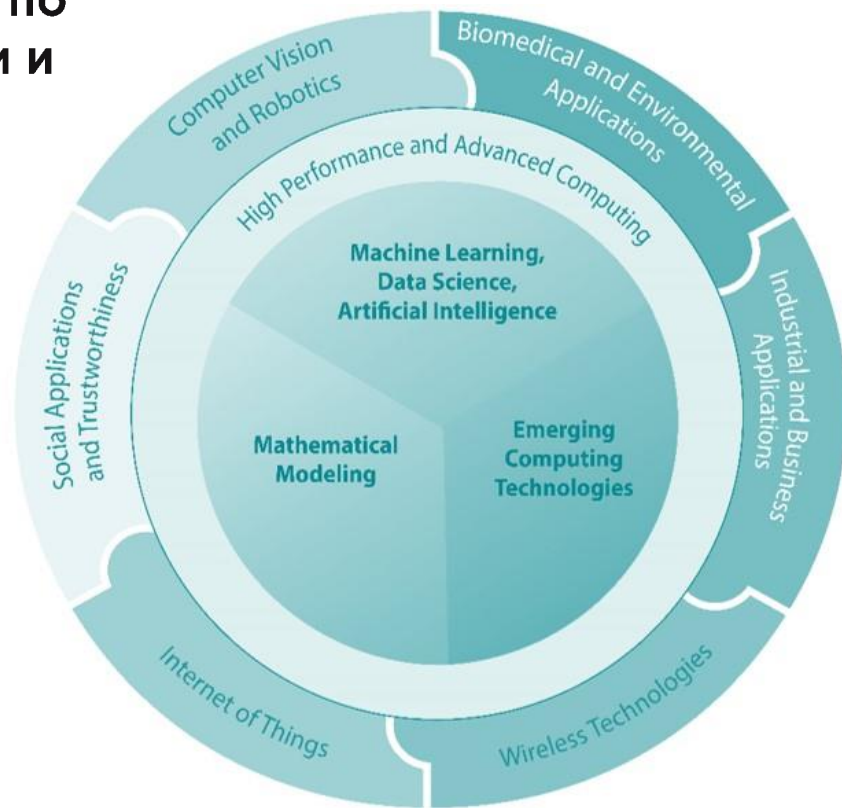 по
и и
Computer Vision
and Robotics
Biomedical and Environmental
Applications
High Performance and Advanced Computing
Machine Learning,
Data Science,
Artificial Intelligence
Social Applications
and Trustworthiness
Industrial and Business
Applications
Mathematical
Modeling
Emerging
Computing
Technologies
Internet of Things
Wireless Technologies